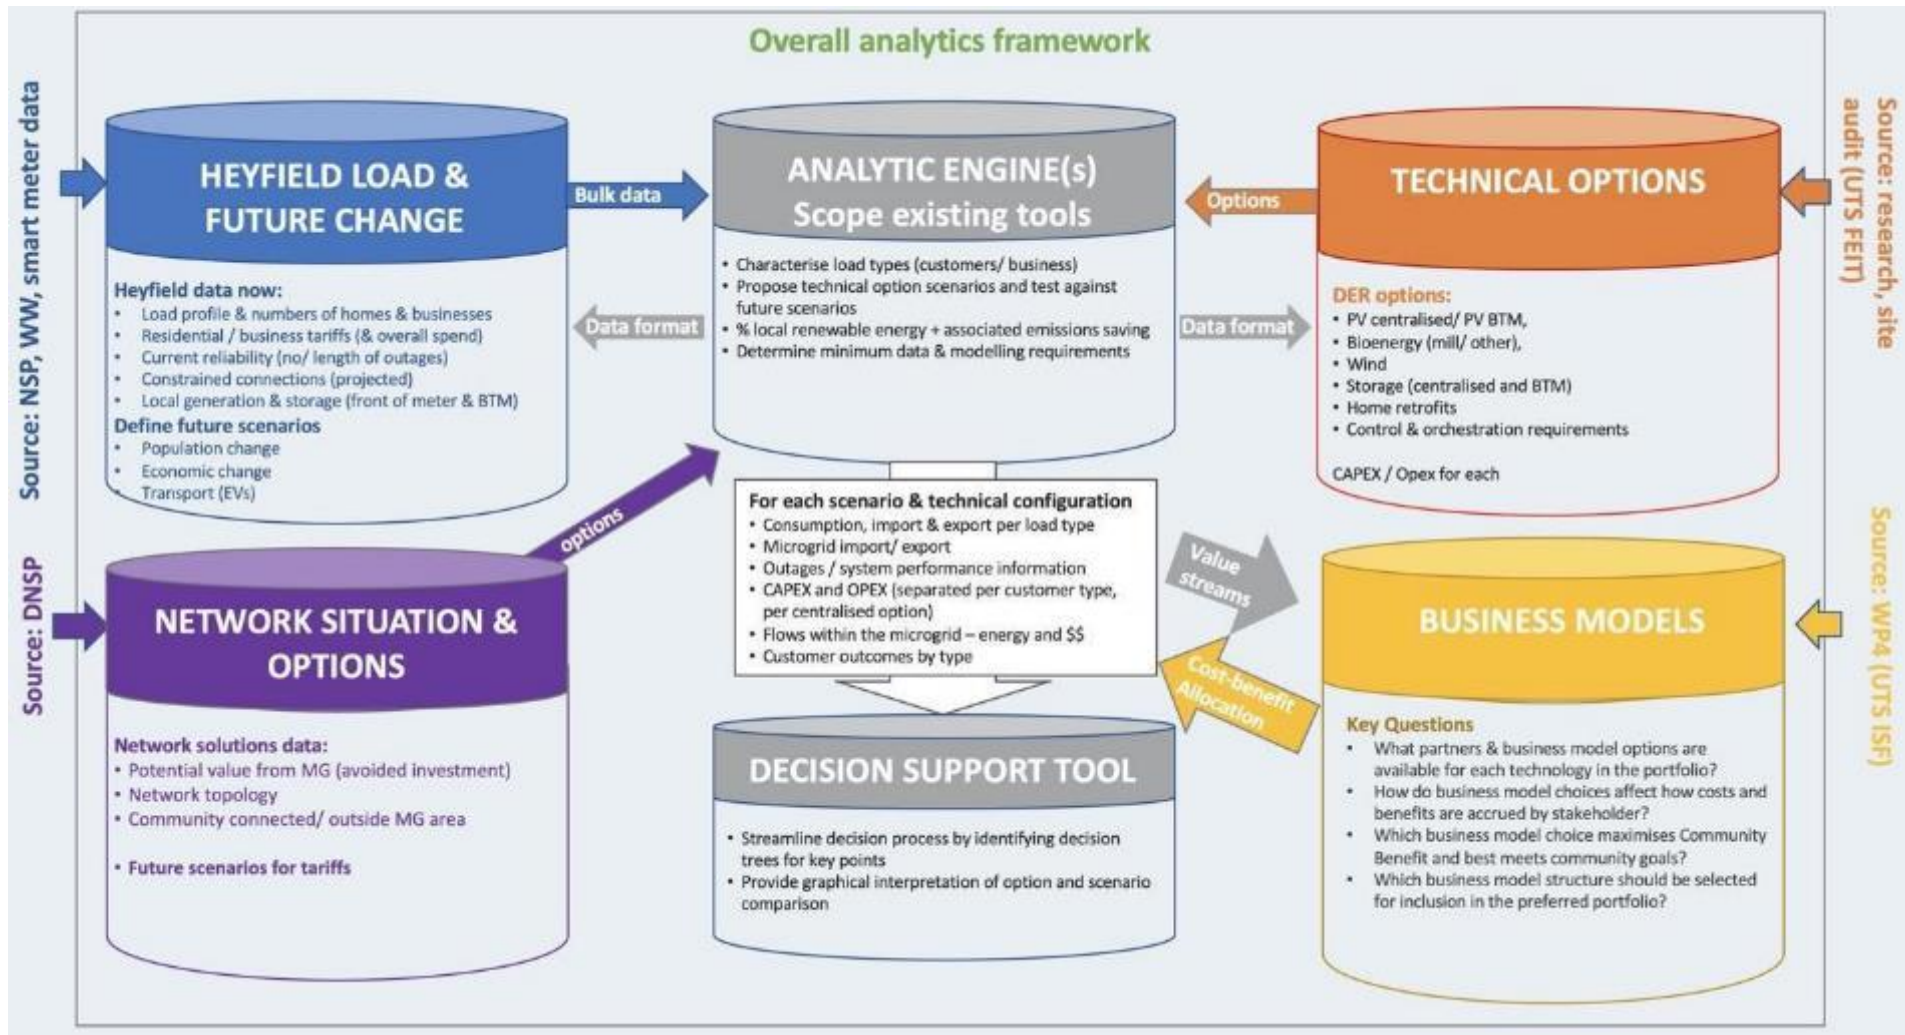 Overall analytics framework
Source: NSP, WW, smart meter data
HEYFIELD LOAD &
FUTURE CHANGE
Heyfield data now:
• Load profile & numbers of homes & businesses
• Residential / business tariffs (& overall spend)
• Current reliability (no/ length of outages)
• Constrained connections (projected)
• Local generation & storage (front of meter & BTM)
Define future scenarios
• Population change
• Economic change
• Transport (EVs)
Bulk data
Data format
ANALYTIC ENGINE(s)
Scope existing tools
• Characterise load types (customers/ business)
• Propose technical option scenarios and test against
future scenarios
• % local renewable energy + associated emissions saving
• Determine minimum data & modelling requirements
Options
Data format
TECHNICAL OPTIONS
DER options:
• PV centralised/ PV BTM,
• Bioenergy (mill/ other),
• Wind
• Storage (centralised and BTM)
• Home retrofits
• Control & orchestration requirements
CAPEX / Opex for each
Source: research, site
audit (UTS FEIT)
Source: DNSP
NETWORK SITUATION &
OPTIONS
Network solutions data:
• Potential value from MG (avoided investment)
• Network topology
• Community connected/ outside MG area
• Future scenarios for tariffs
options
For each scenario & technical configuration
• Consumption, import & export per load type
• Microgrid import/ export
• Outages / system performance information
• CAPEX and OPEX (separated per customer type,
per centralised option)
• Flows within the microgrid – energy and $$
• Customer outcomes by type
Value
streams
Cost-benefit
Allocation
DECISION SUPPORT TOOL
• Streamline decision process by identifying decision
trees for key points
• Provide graphical interpretation of option and scenario
comparison
BUSINESS MODELS
Key Questions
• What partners & business model options are
available for each technology in the portfolio?
• How do business model choices affect how costs and
benefits are accrued by stakeholder?
• Which business model choice maximises Community
Benefit and best meets community goals?
• Which business model structure should be selected
for inclusion in the preferred portfolio?
Source: WP4 (UTS ISF)